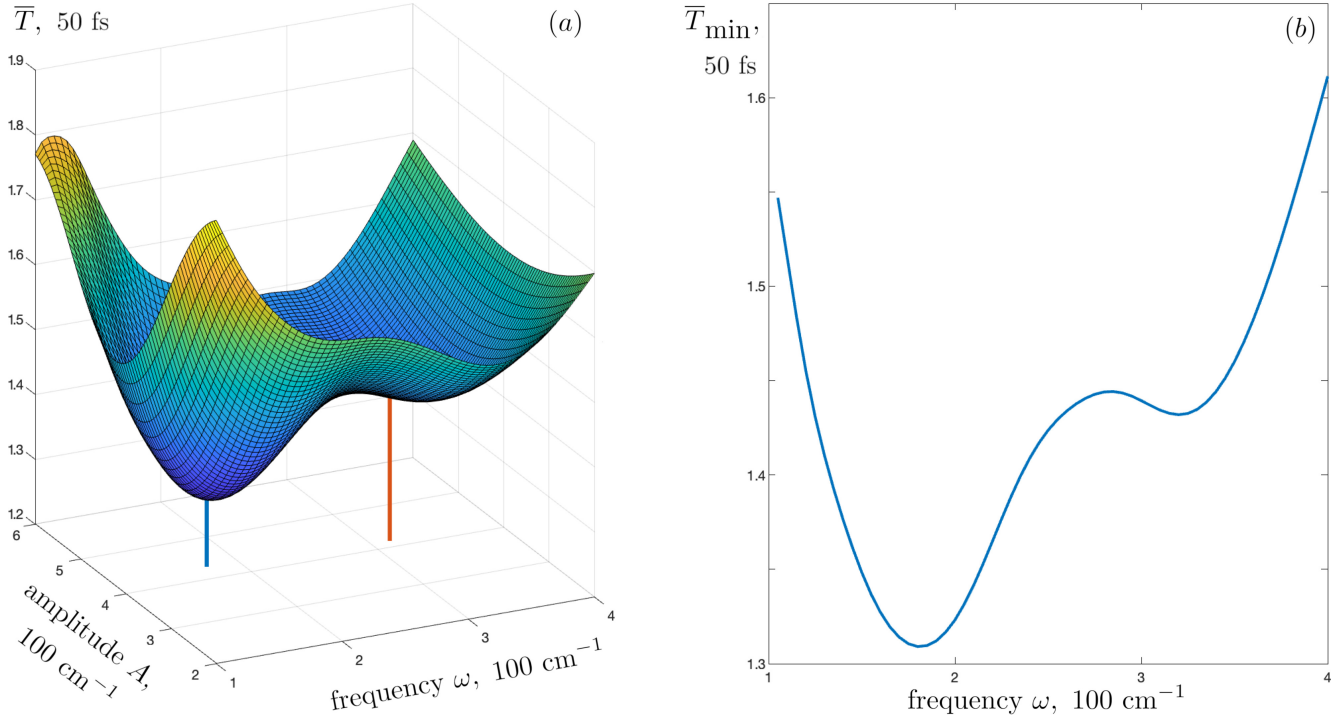 T̅, 50 fs
(a)
1.9
1.8
1.7
1.6
1.5
1.4
1.3
1.2
6
5
4
3
2
amplitude A,
100 cm⁻¹
1
2
3
4
frequency ω, 100 cm⁻¹
T̅min,
50 fs
(b)
1.6
1.5
1.4
1.3
1
2
3
4
frequency ω, 100 cm⁻¹